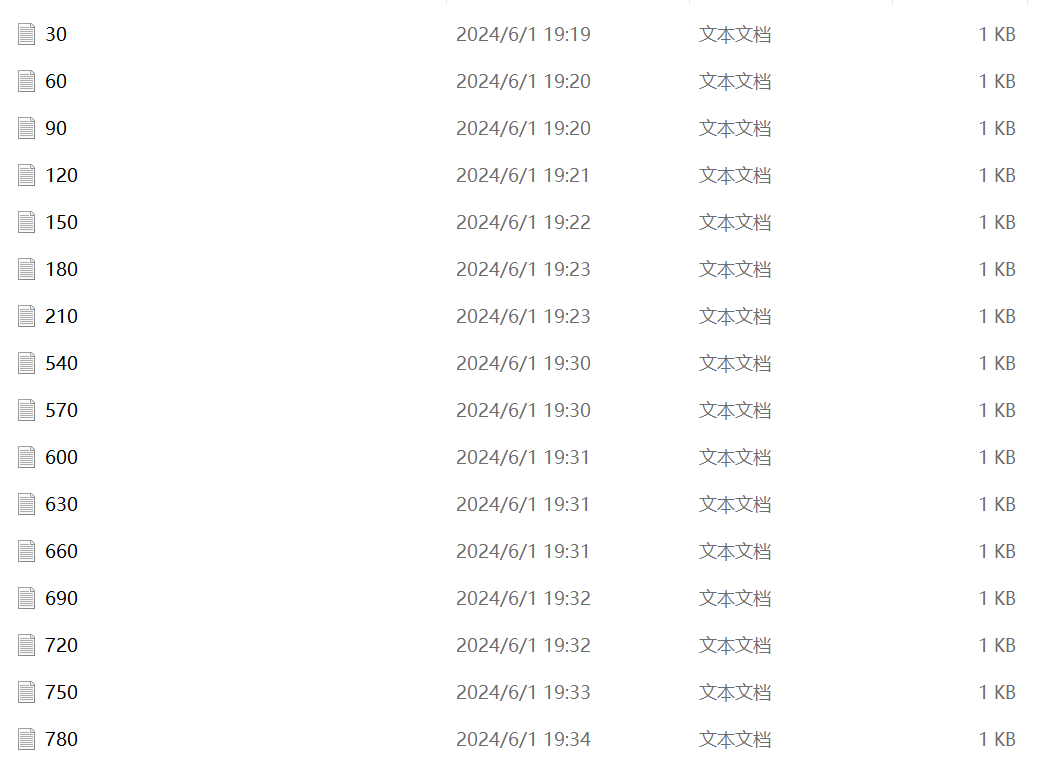 30 2024/6/1 19:19 文本文档 1 KB
60 2024/6/1 19:20 文本文档 1 KB
90 2024/6/1 19:20 文本文档 1 KB
120 2024/6/1 19:21 文本文档 1 KB
150 2024/6/1 19:22 文本文档 1 KB
180 2024/6/1 19:23 文本文档 1 KB
210 2024/6/1 19:23 文本文档 1 KB
540 2024/6/1 19:30 文本文档 1 KB
570 2024/6/1 19:30 文本文档 1 KB
600 2024/6/1 19:31 文本文档 1 KB
630 2024/6/1 19:31 文本文档 1 KB
660 2024/6/1 19:31 文本文档 1 KB
690 2024/6/1 19:32 文本文档 1 KB
720 2024/6/1 19:32 文本文档 1 KB
750 2024/6/1 19:33 文本文档 1 KB
780 2024/6/1 19:34 文本文档 1 KB